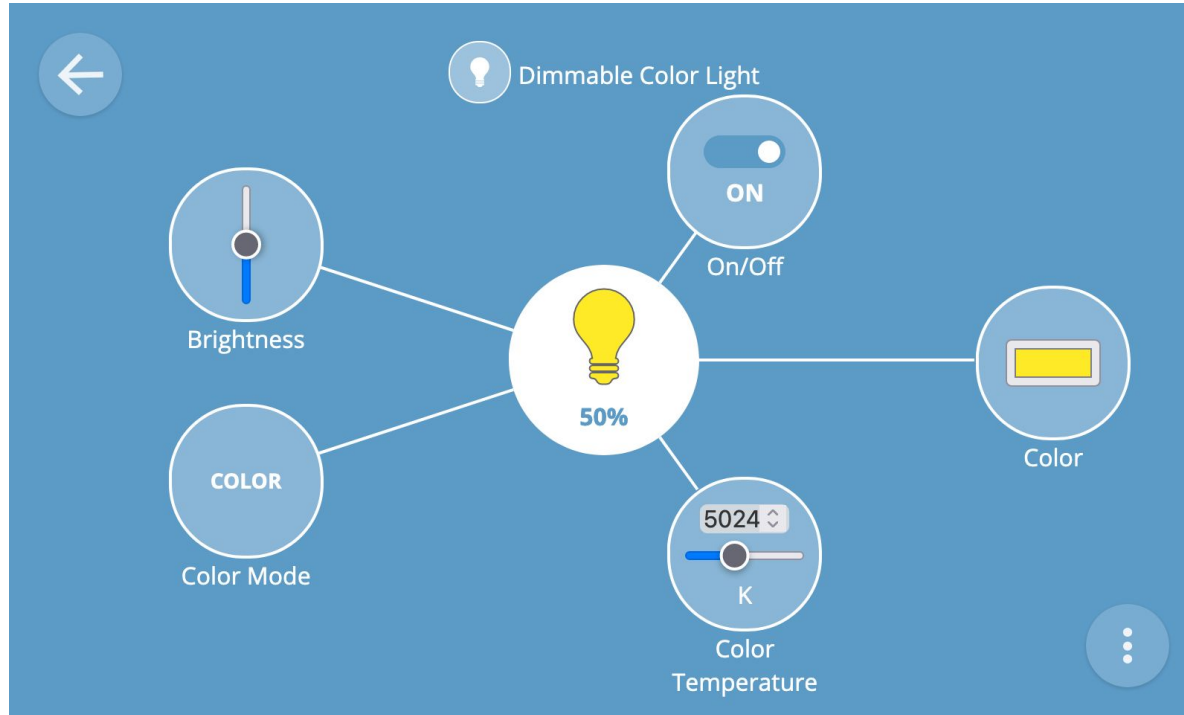 Dimmable Color Light
ON
On/Off
Brightness
50%
Color
COLOR
Color Mode
5024
K
Color
Temperature